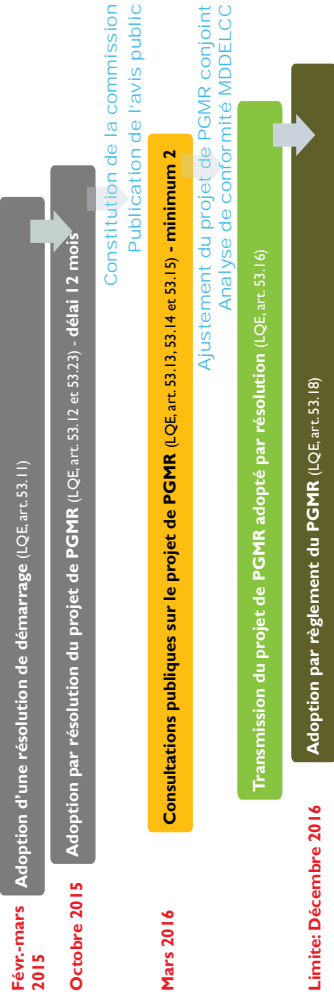 Févr.-mars
2015
Adoption d'une résolution de démarrage (LQE, art. 53.11)
Octobre 2015
Adoption par résolution du projet de PGMR (LQE, art. 53.12 et 53.23) - délai 12 mois
Constitution de la commission
Publication de l'avis public
Mars 2016
Consultations publiques sur le projet de PGMR (LQE, art. 53.13, 53.14 et 53.15) - minimum 2
Ajustement du projet de PGMR conjoint
Analyse de conformité MDDELCC
Transmission du projet de PGMR adopté par résolution (LQE, art. 53.16)
Limite: Décembre 2016
Adoption par règlement du PGMR (LQE, art. 53.18)